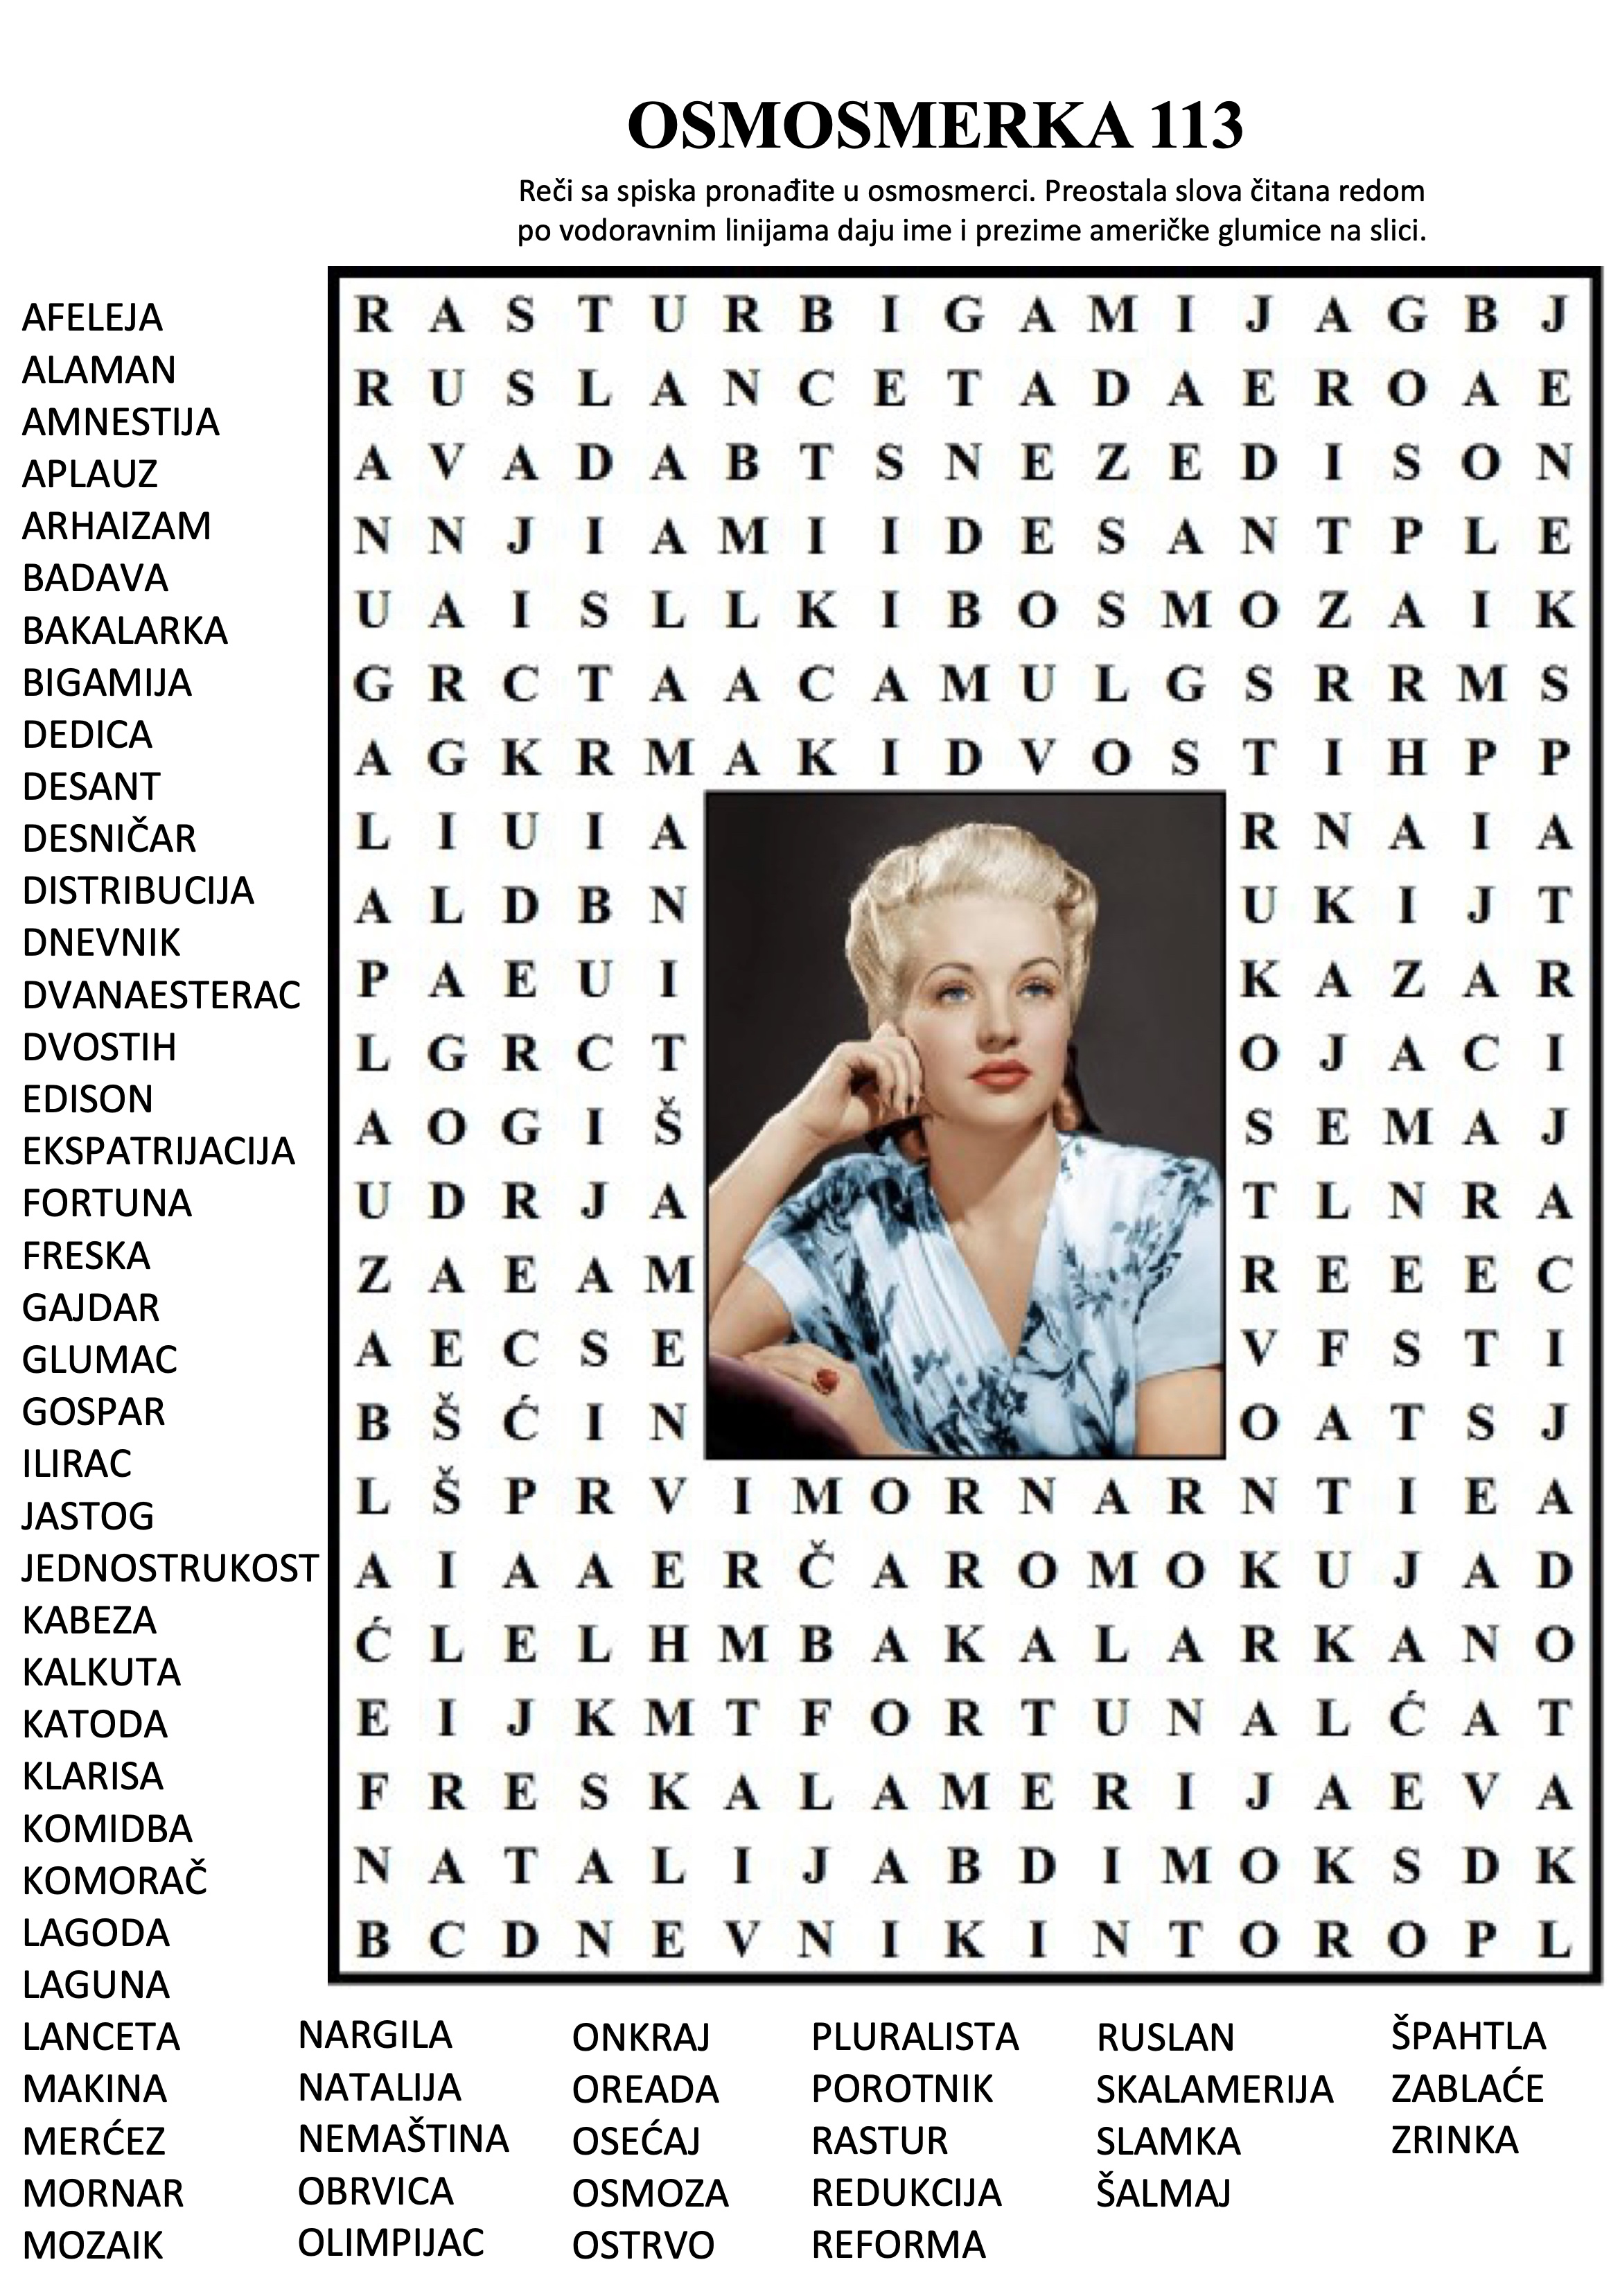 OSMOSMERKA 113
Reči sa spiska pronađite u osmosmerci. Preostala slova čitana redom
po vodoravnim linijama daju ime i prezime američke glumice na slici.
AFELEJA
ALAMAN
AMNESTIJA
APLAUZ
ARHAIZAM
BADAVA
BAKALARKA
BIGAMIJA
DEDICA
DESANT
DESNIČAR
DISTRIBUCIJA
DNEVNIK
DVANAESTERAC
DVOSTIH
EDISON
EKSPATRIJACIJA
FORTUNA
FRESKA
GAJDAR
GLUMAC
GOSPAR
ILIRAC
JASTOG
JEDNOSTRUKOST
KABEZA
KALKUTA
KATODA
KLARISA
KOMIDBA
KOMORAČ
LAGODA
LAGUNA
LANCETA
MAKINA
MERĆEZ
MORNAR
MOZAIK
R A S T U R B I G A M I J A G B J
R U S L A N C E T A D A E R O A E
A V A D A B T S N E Z E D I S O N
N N J I A M I I D E S A N T P L E
U A I S L L K I B O S M O Z A I K
G R C T A A C A M U L G S R R M S
A G K R M A K I D V O S T I H P P
L I U I A R N A I A
A L D B N U K I J T
P A E U I K A Z A R
L G R C T O J A C I
A O G I Š S E M A J
U D R J A T L N R A
Z A E A M R E E E C
A E C S E V F S T I
B Š Ć I N O A T S J
L Š P R V I M O R N A R N T I E A
A I A A E R Č A R O M O K U J A D
Ć L E L H M B A K A L A R K A N O
E I J K M T F O R T U N A L Ć A T
F R E S K A L A M E R I J A E V A
N A T A L I J A B D I M O K S D K
B C D N E V N I K I N T O R O P L
NARGILA
NATALIJA
NEMAŠTINA
OBRVICA
OLIMPIJAC
ONKRAJ
OREADA
OSEĆAJ
OSMOZA
OSTRVO
PLURALISTA
POROTNIK
RASTUR
REDUKCIJA
REFORMA
RUSLAN
SKALAMERIJA
SLAMKA
ŠALMAJ
ŠPAHTLA
ZABLAĆE
ZRINKA